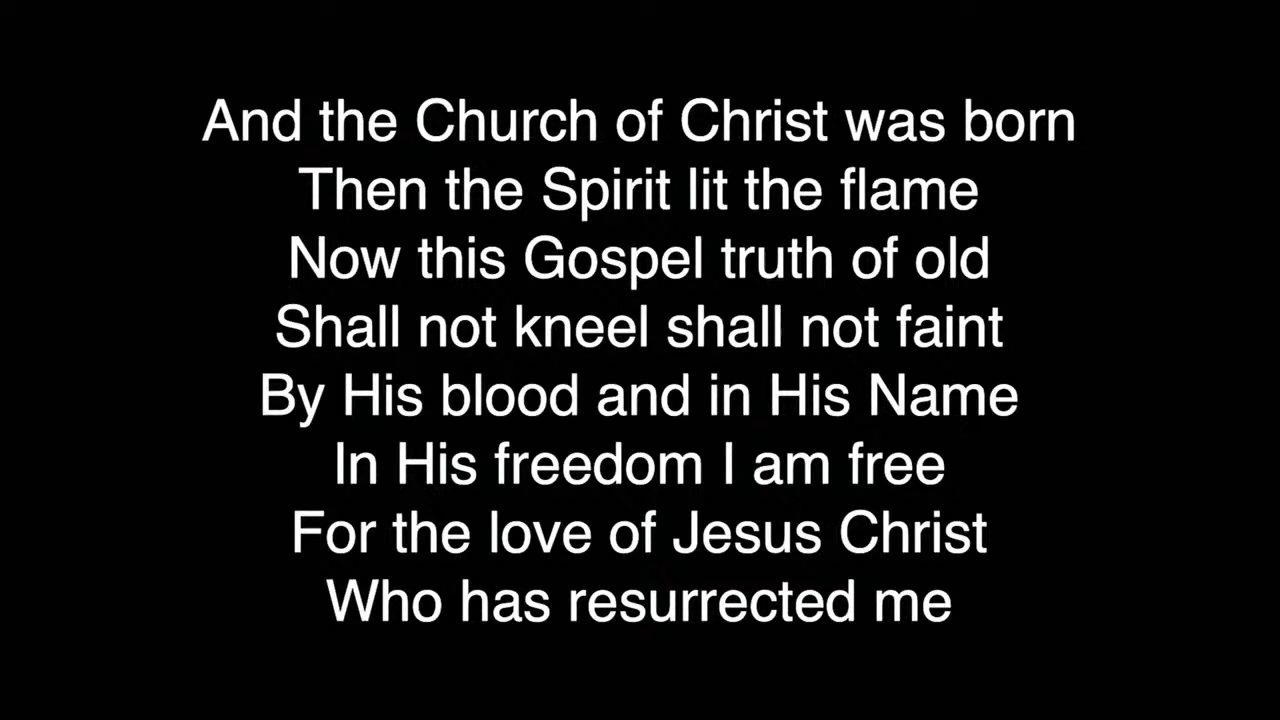 And the Church of Christ was born
Then the Spirit lit the flame
Now this Gospel truth of old
Shall not kneel shall not faint
By His blood and in His Name
In His freedom I am free
For the love of Jesus Christ
Who has resurrected me